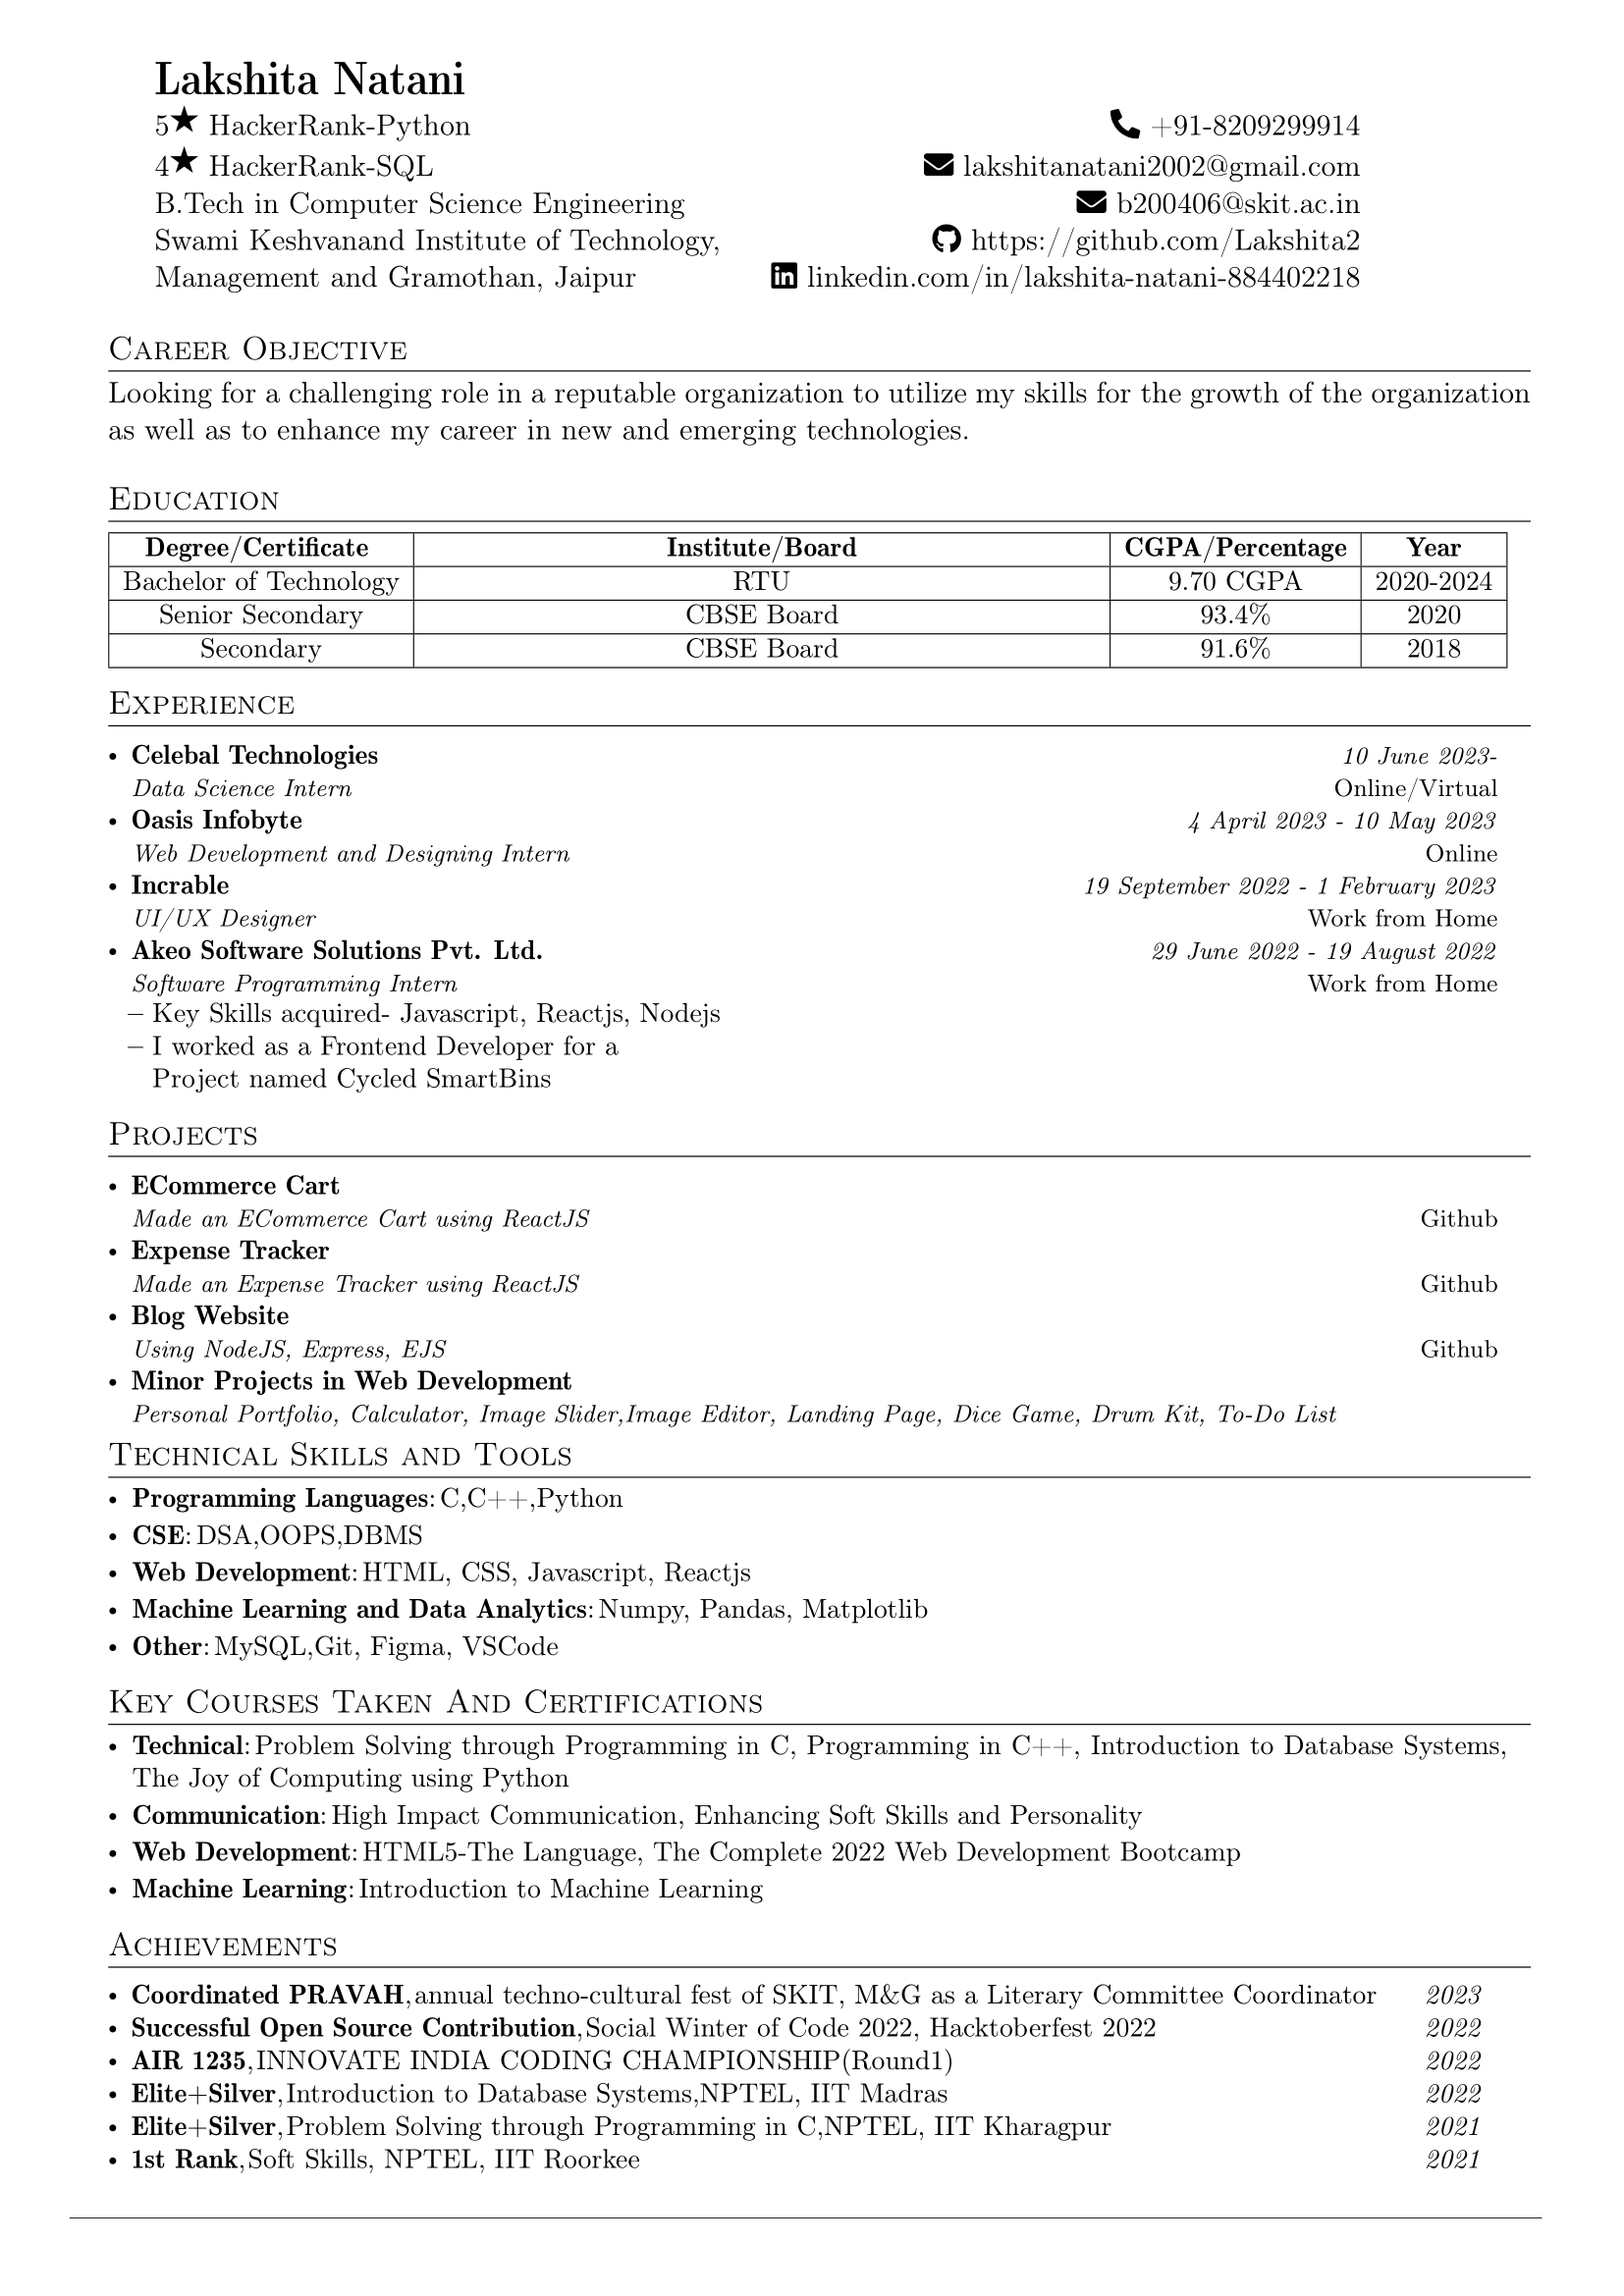 Lakshita Natani
5★ HackerRank-Python
+91-8209299914
4★ HackerRank-SQL
lakshitanatani2002@gmail.com
B.Tech in Computer Science Engineering
b200406@skit.ac.in
Swami Keshvanand Institute of Technology,
https://github.com/Lakshita2
Management and Gramothan, Jaipur
linkedin.com/in/lakshita-natani-884402218
Career Objective
Looking for a challenging role in a reputable organization to utilize my skills for the growth of the organization
as well as to enhance my career in new and emerging technologies.
Education
Degree/Certificate Institute/Board CGPA/Percentage Year
Bachelor of Technology RTU 9.70 CGPA 2020-2024
Senior Secondary CBSE Board 93.4% 2020
Secondary CBSE Board 91.6% 2018
Experience
• Celebal Technologies 10 June 2023-
Data Science Intern Online/Virtual
• Oasis Infobyte 4 April 2023 - 10 May 2023
Web Development and Designing Intern Online
• Incrable 19 September 2022 - 1 February 2023
UI/UX Designer Work from Home
• Akeo Software Solutions Pvt. Ltd. 29 June 2022 - 19 August 2022
Software Programming Intern Work from Home
– Key Skills acquired- Javascript, Reactjs, Nodejs
– I worked as a Frontend Developer for a
Project named Cycled SmartBins
Projects
• ECommerce Cart
Made an ECommerce Cart using ReactJS Github
• Expense Tracker
Made an Expense Tracker using ReactJS Github
• Blog Website
Using NodeJS, Express, EJS Github
• Minor Projects in Web Development
Personal Portfolio, Calculator, Image Slider,Image Editor, Landing Page, Dice Game, Drum Kit, To-Do List
Technical Skills and Tools
• Programming Languages: C,C++,Python
• CSE: DSA,OOPS,DBMS
• Web Development: HTML, CSS, Javascript, Reactjs
• Machine Learning and Data Analytics: Numpy, Pandas, Matplotlib
• Other: MySQL,Git, Figma, VSCode
Key Courses Taken And Certifications
• Technical: Problem Solving through Programming in C, Programming in C++, Introduction to Database Systems,
The Joy of Computing using Python
• Communication: High Impact Communication, Enhancing Soft Skills and Personality
• Web Development: HTML5-The Language, The Complete 2022 Web Development Bootcamp
• Machine Learning: Introduction to Machine Learning
Achievements
• Coordinated PRAVAH, annual techno-cultural fest of SKIT, M&G as a Literary Committee Coordinator 2023
• Successful Open Source Contribution, Social Winter of Code 2022, Hacktoberfest 2022 2022
• AIR 1235, INNOVATE INDIA CODING CHAMPIONSHIP(Round1) 2022
• Elite+Silver, Introduction to Database Systems,NPTEL, IIT Madras 2022
• Elite+Silver, Problem Solving through Programming in C,NPTEL, IIT Kharagpur 2021
• 1st Rank, Soft Skills, NPTEL, IIT Roorkee 2021